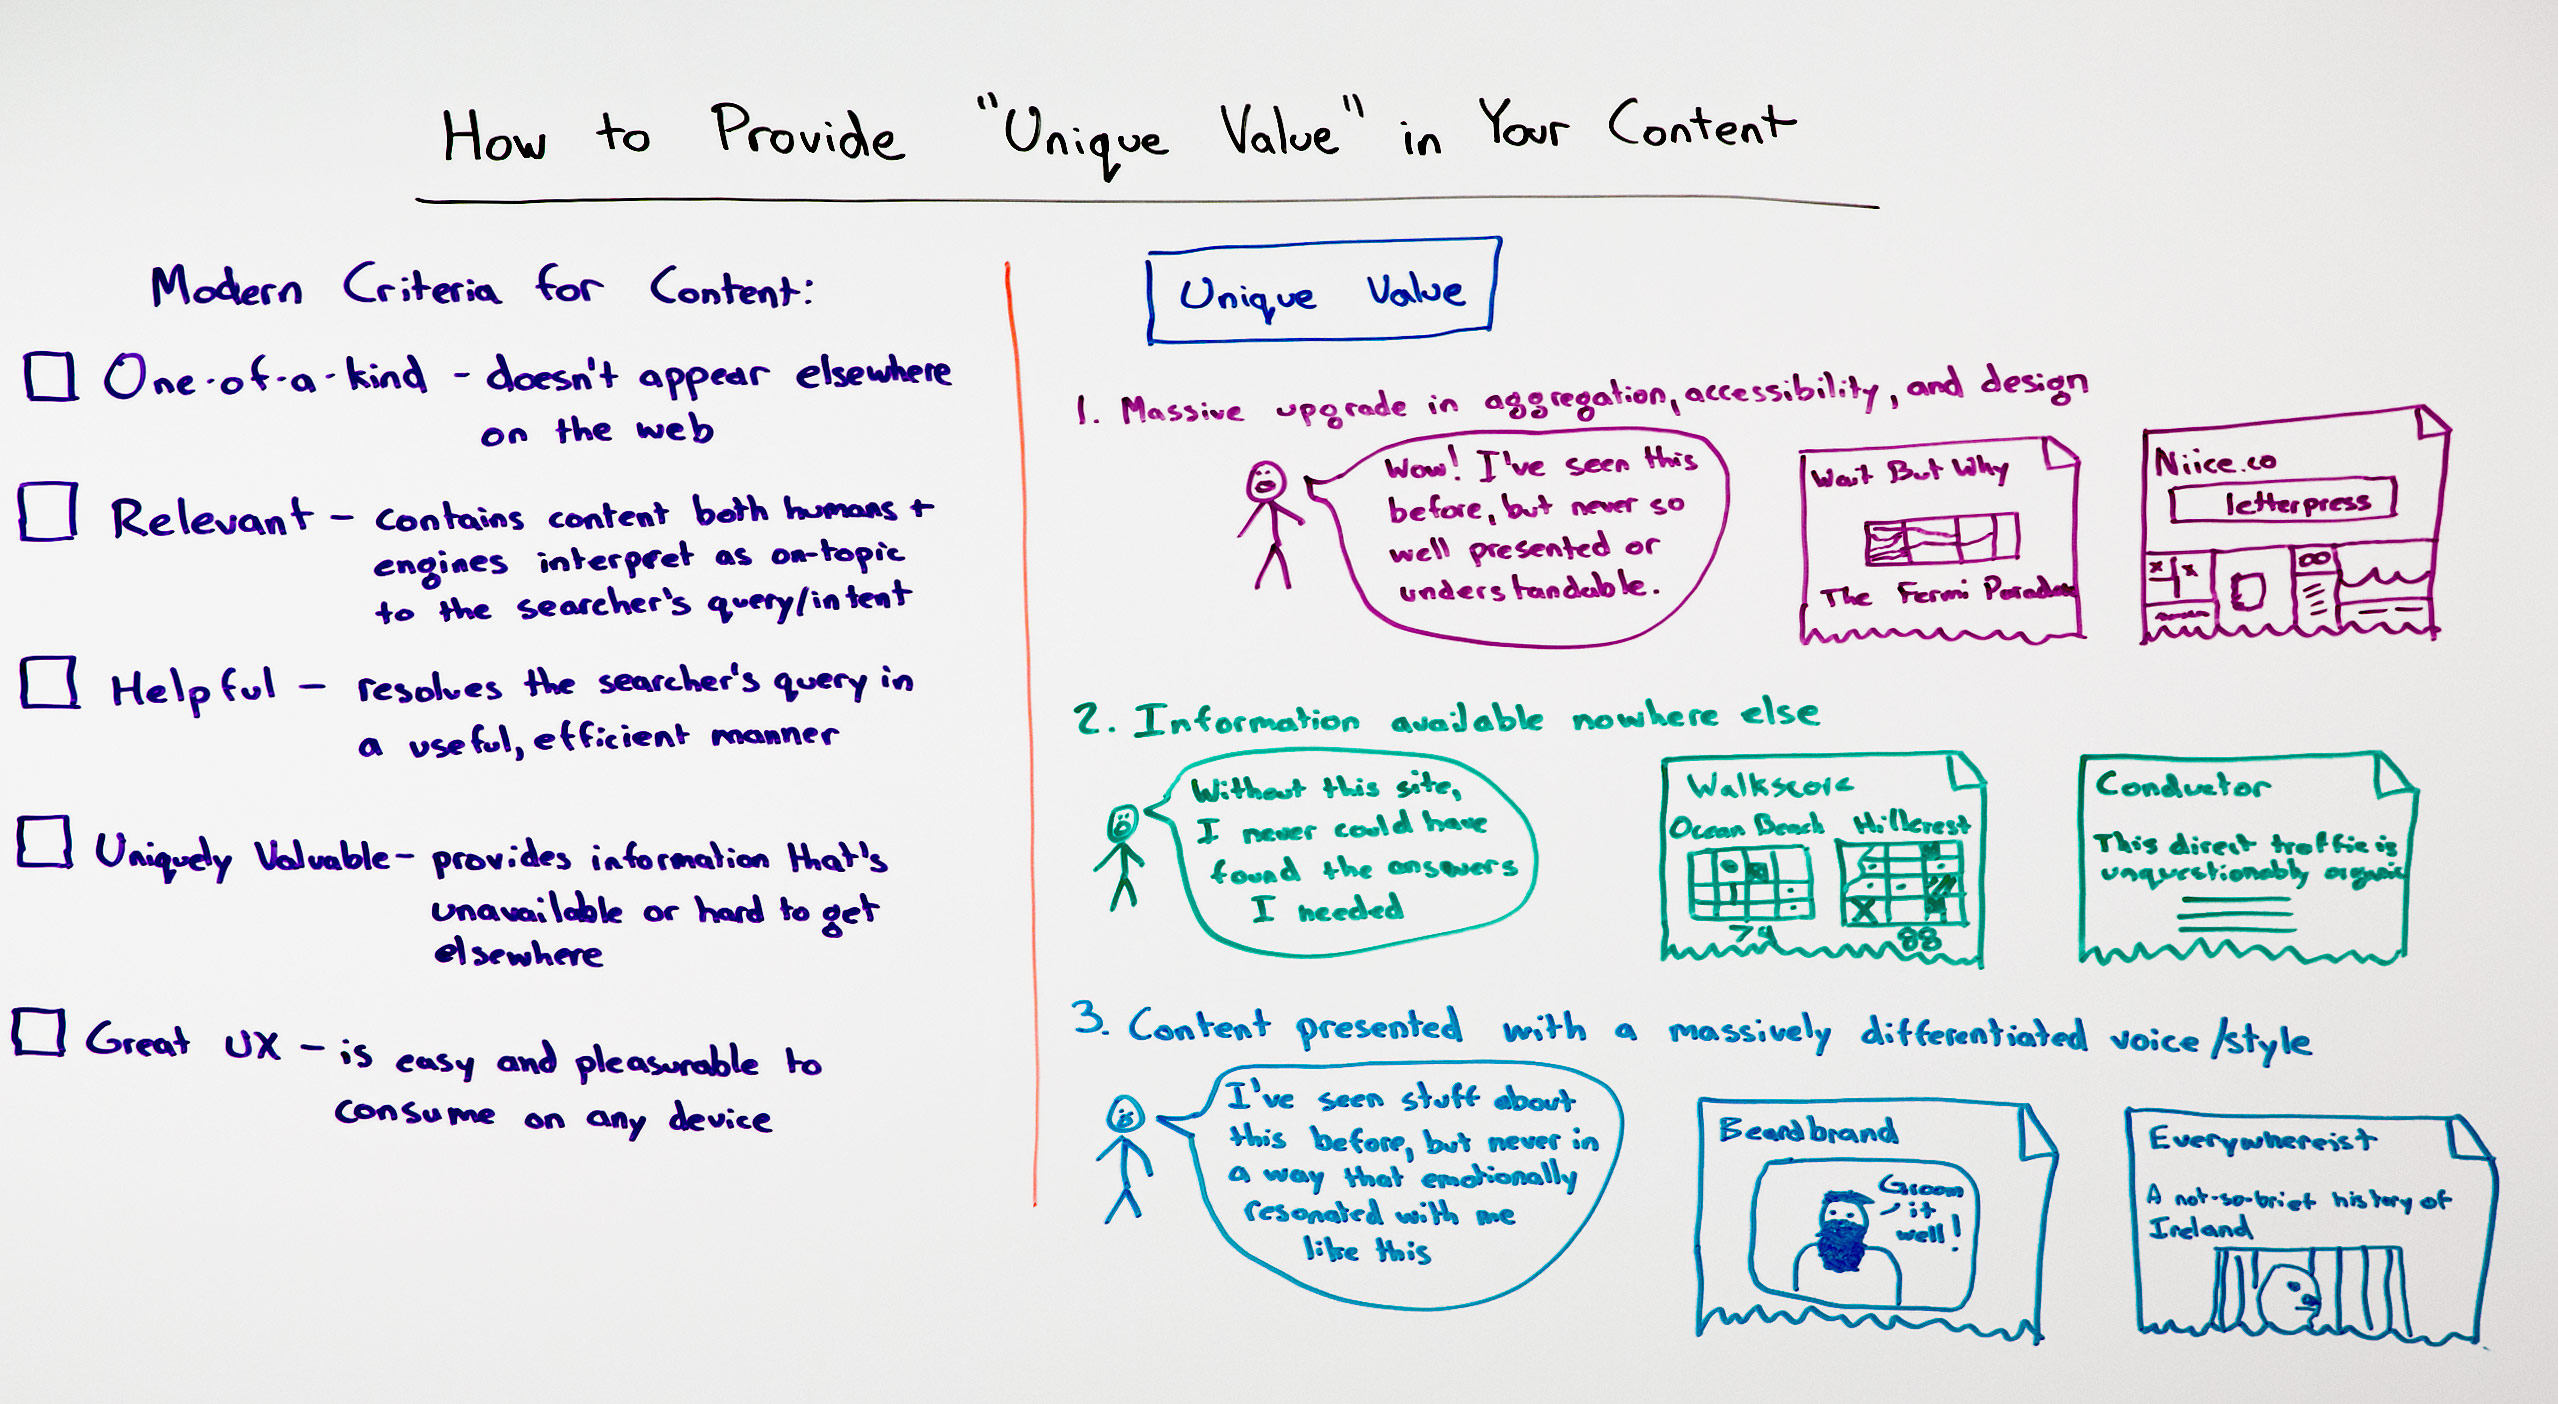 How to Provide "Unique Value" in Your Content
Modern Criteria for Content:
One-of-a-kind - doesn't appear elsewhere
on the web
Relevant - contains content both humans +
engines interpret as on-topic
to the searcher's query/intent
Helpful - resolves the searcher's query in
a useful, efficient manner
Uniquely Valuable - provides information that's
unavailable or hard to get
elsewhere
Great UX - is easy and pleasurable to
consume on any device
Unique Value
1. Massive upgrade in aggregation, accessibility, and design
Wow! I've seen this
before, but never so
well presented or
understandable.
Wait But Why
The Fermi Paradox
Niice.co
letterpress
2. Information available nowhere else
Without this site,
I never could have
found the answers
I needed
Walkscore
Ocean Beach Hillcrest
88
Conductor
This direct traffic is
unquestionably organic
3. Content presented with a massively differentiated voice/style
I've seen stuff about
this before, but never in
a way that emotionally
resonated with me
like this
Beardbrand
Groom
it
well!
Everywhereist
A not-so-brief history of
Ireland